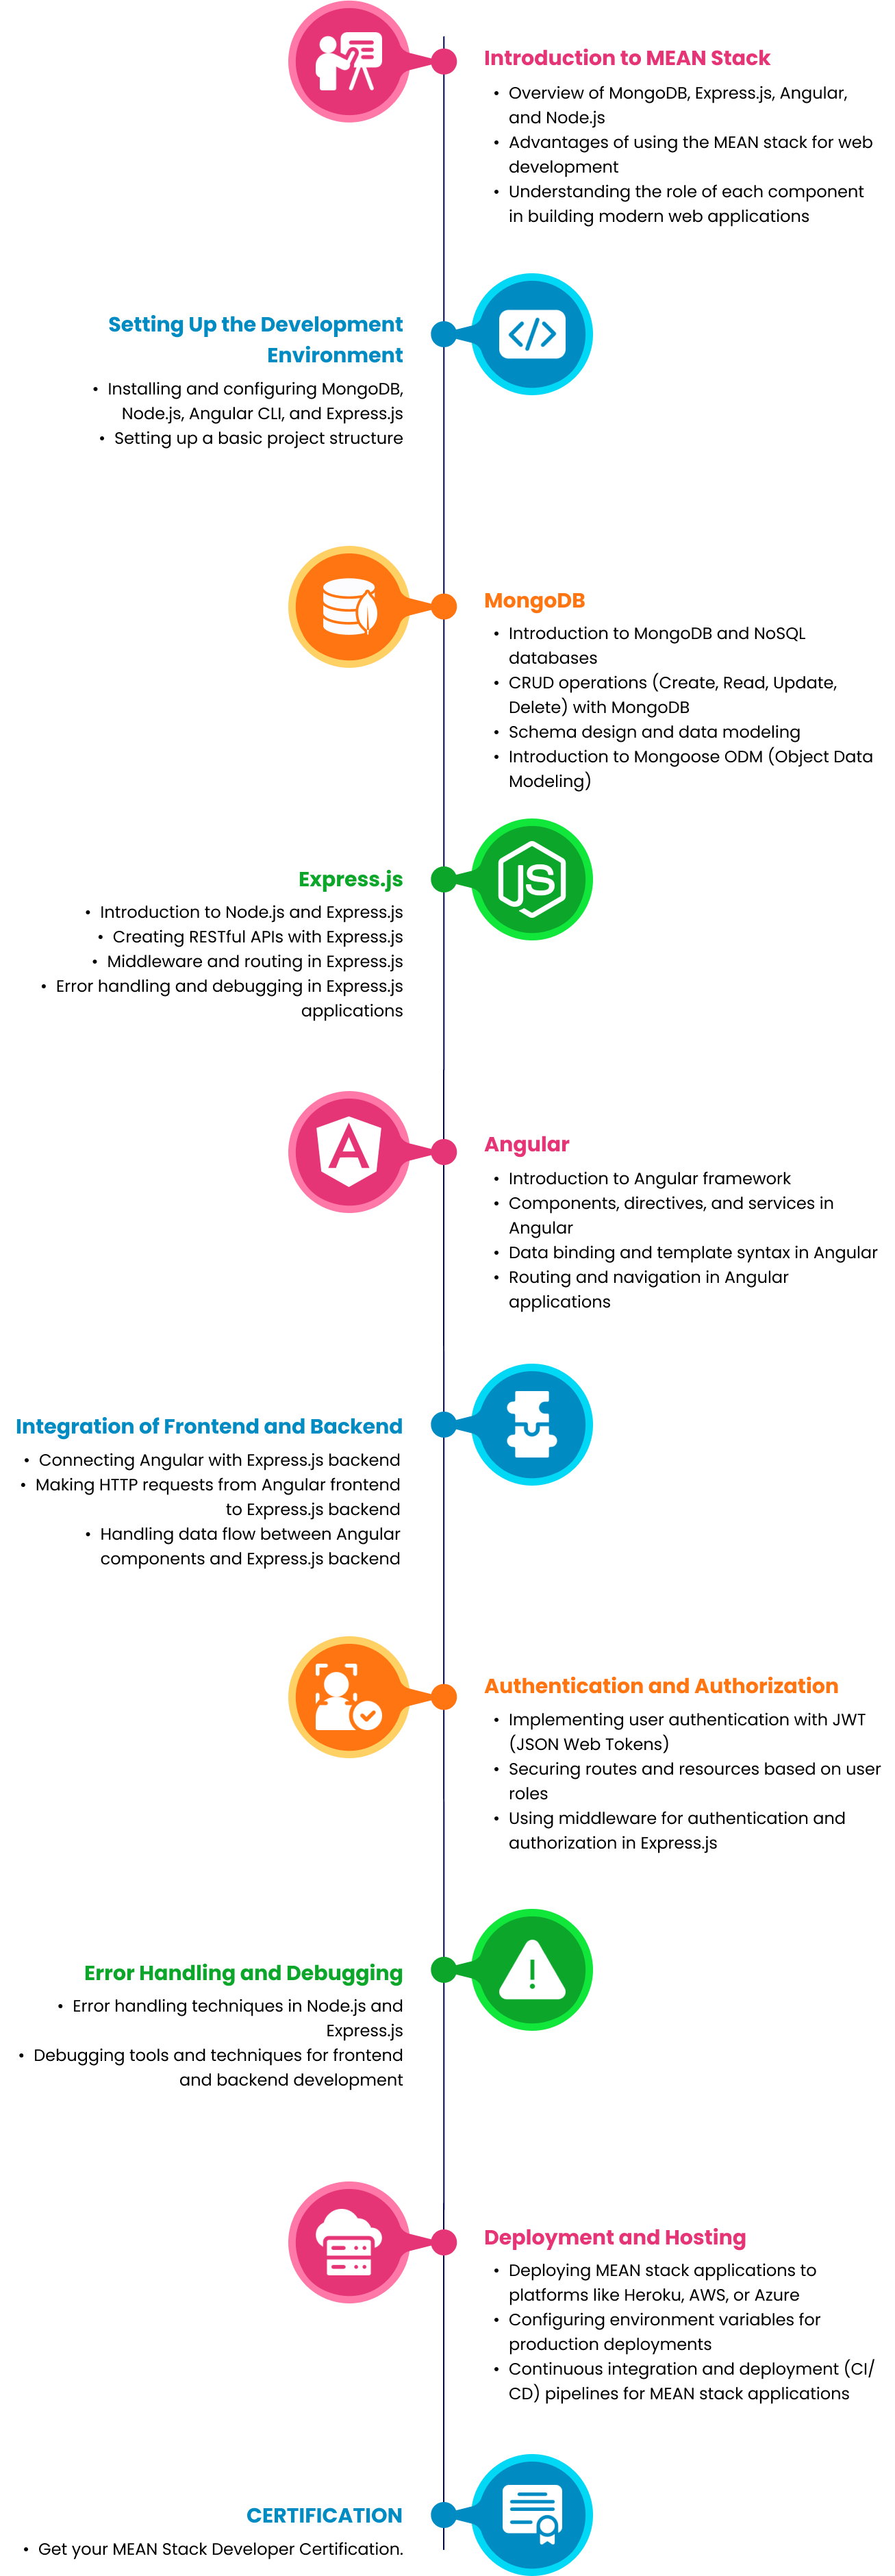 Introduction to MEAN Stack
• Overview of MongoDB, Express.js, Angular,
and Node.js
• Advantages of using the MEAN stack for web
development
• Understanding the role of each component
in building modern web applications
Setting Up the Development
Environment
• Installing and configuring MongoDB,
Node.js, Angular CLI, and Express.js
• Setting up a basic project structure
MongoDB
• Introduction to MongoDB and NoSQL
databases
• CRUD operations (Create, Read, Update,
Delete) with MongoDB
• Schema design and data modeling
• Introduction to Mongoose ODM (Object Data
Modeling)
JS
Express.js
• Introduction to Node.js and Express.js
• Creating RESTful APIs with Express.js
• Middleware and routing in Express.js
• Error handling and debugging in Express.js
applications
A
Angular
• Introduction to Angular framework
• Components, directives, and services in
Angular
• Data binding and template syntax in Angular
• Routing and navigation in Angular
applications
Integration of Frontend and Backend
• Connecting Angular with Express.js backend
• Making HTTP requests from Angular frontend
to Express.js backend
• Handling data flow between Angular
components and Express.js backend
Authentication and Authorization
• Implementing user authentication with JWT
(JSON Web Tokens)
• Securing routes and resources based on user
roles
• Using middleware for authentication and
authorization in Express.js
Error Handling and Debugging
• Error handling techniques in Node.js and
Express.js
• Debugging tools and techniques for frontend
and backend development
Deployment and Hosting
• Deploying MEAN stack applications to
platforms like Heroku, AWS, or Azure
• Configuring environment variables for
production deployments
• Continuous integration and deployment (CI/
CD) pipelines for MEAN stack applications
CERTIFICATION
• Get your MEAN Stack Developer Certification.